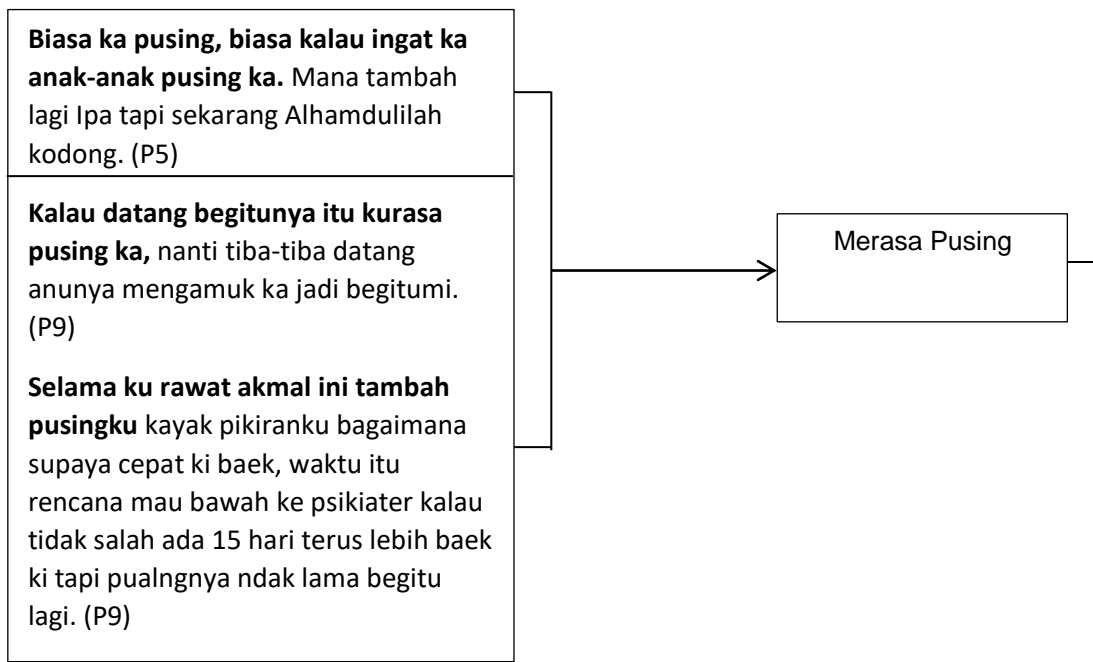 Biasa ka pusing, biasa kalau ingat ka
anak-anak pusing ka. Mana tambah
lagi Ipa tapi sekarang Alhamdulilah
kodong. (P5)
Kalau datang begitunya itu kurasa
pusing ka, nanti tiba-tiba datang
anunya mengamuk ka jadi begitumi.
(P9)
Selama ku rawat akmal ini tambah
pusingku kayak pikiranku bagaimana
supaya cepat ki baek, waktu itu
rencana mau bawah ke psikiater kalau
tidak salah ada 15 hari terus lebih baek
ki tapi pualngnya ndak lama begitu
lagi. (P9)
Merasa Pusing